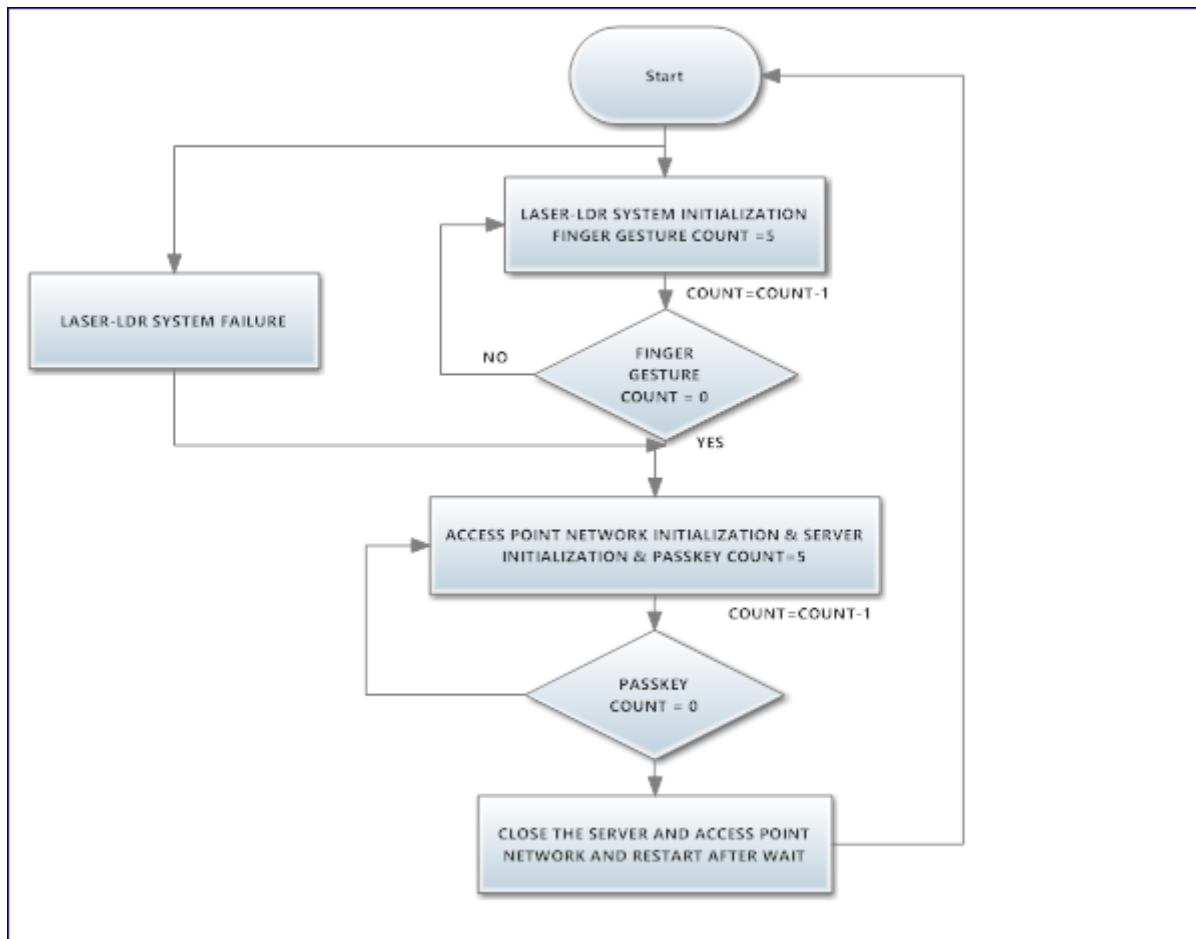 Start
LASER-LDR SYSTEM INITIALIZATION
FINGER GESTURE COUNT =5
COUNT=COUNT-1
LASER-LDR SYSTEM FAILURE
FINGER
GESTURE
COUNT = 0
NO
YES
ACCESS POINT NETWORK INITIALIZATION & SERVER
INITIALIZATION & PASSKEY COUNT=5
COUNT=COUNT-1
PASSKEY
COUNT = 0
CLOSE THE SERVER AND ACCESS POINT
NETWORK AND RESTART AFTER WAIT